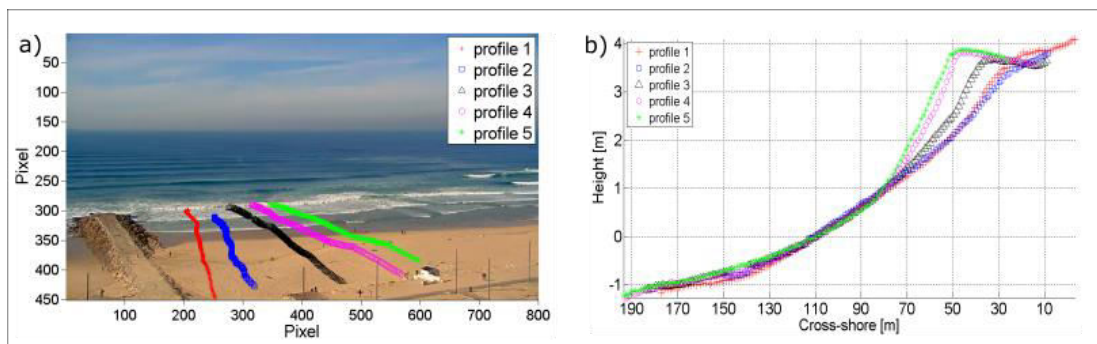 a)
Pixel
50
100
150
200
250
300
350
400
450
100 200 300 400 500 600 700 800
Pixel
profile 1
profile 2
profile 3
profile 4
profile 5
b)
Height [m]
4
3
2
1
0
-1
190 170 150 130 110 90 70 50 30 10
Cross-shore [m]
profile 1
profile 2
profile 3
profile 4
profile 5